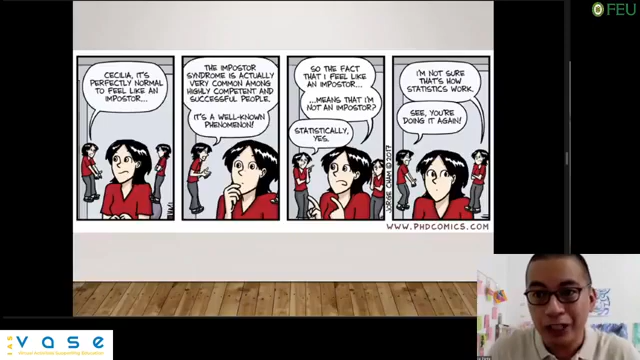 FEU
CECILIA, IT'S
PERFECTLY NORMAL
TO FEEL LIKE AN
IMPOSTOR...
THE IMPOSTOR
SYNDROME IS ACTUALLY
VERY COMMON AMONG
HIGHLY COMPETENT AND
SUCCESSFUL PEOPLE.
IT'S A WELL-KNOWN
PHENOMENON!
SO THE FACT
THAT I FEEL LIKE
AN IMPOSTOR...
...MEANS THAT I'M
NOT AN IMPOSTOR?
STATISTICALLY,
YES.
I'M NOT SURE
THAT'S HOW
STATISTICS WORK.
SEE, YOU'RE
DOING IT AGAIN!
JORGE CHAM © 2017
WWW.PHDCOMICS.COM
IAS
vase